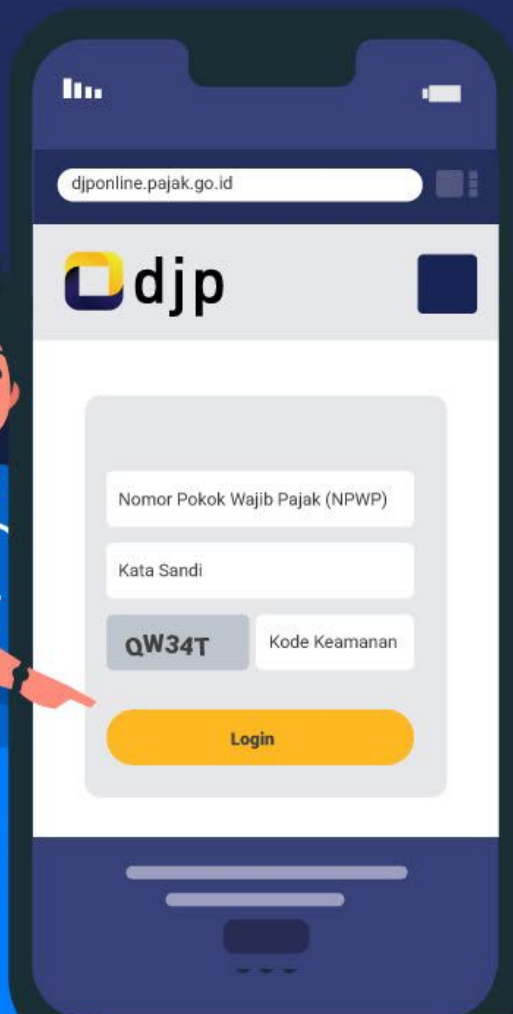 djponline.pajak.go.id
djp
Nomor Pokok Wajib Pajak (NPWP)
Kata Sandi
QW34T Kode Keamanan
Login